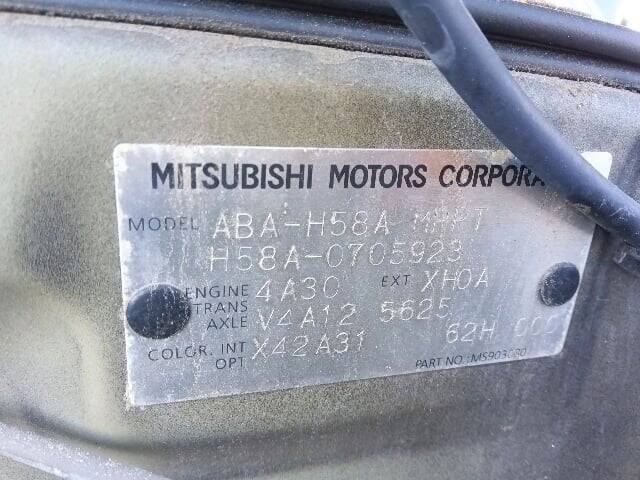 MITSUBISHI MOTORS CORPORA
MODEL ABA-H58A
H58A-0705923
ENGINE 4A30 EXT XH0A
TRANS AXLE V4A12 5625
62H
COLOR. INT OPT X42A31
PART NO.: